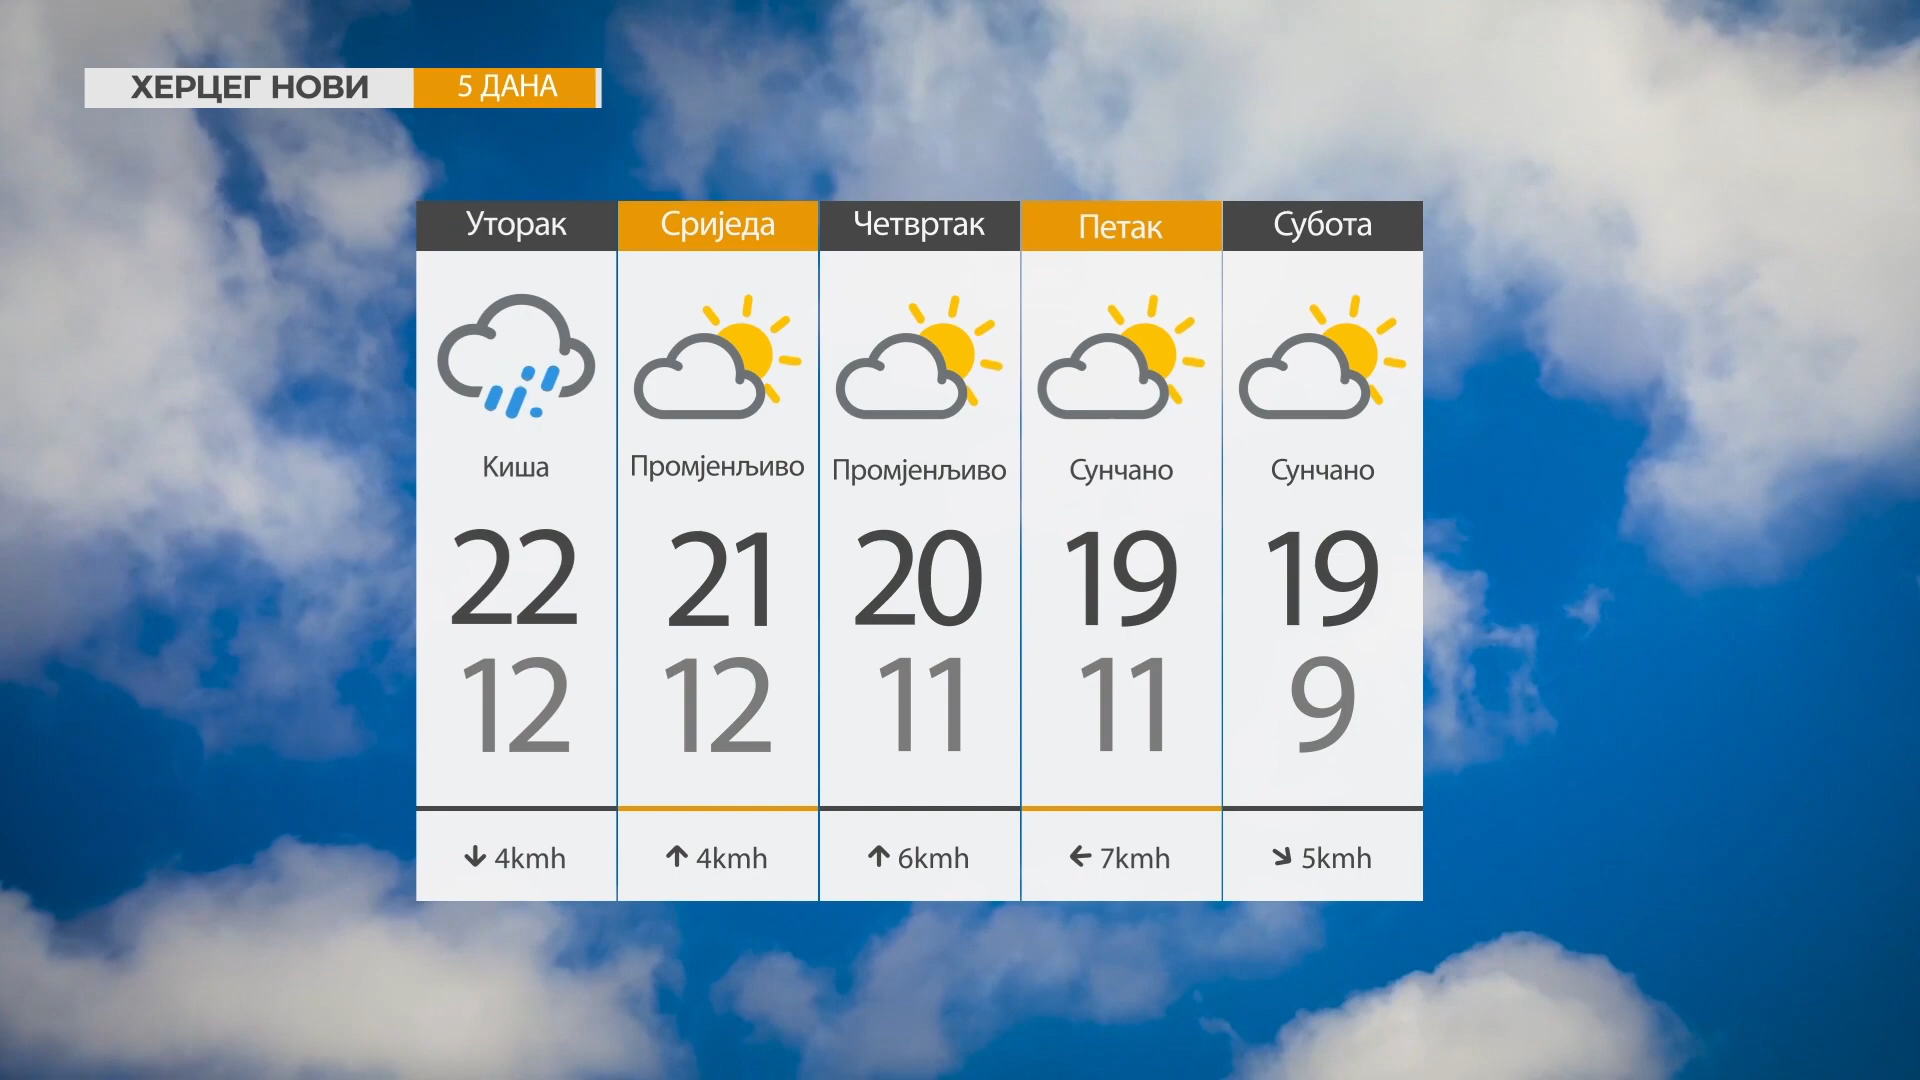 ХЕРЦЕГ НОВИ 5 ДАНА
Уторак Сриједа Четвртак Петак Субота
Киша Промјенљиво Промјенљиво Сунчано Сунчано
22 21 20 19 19
12 12 11 11 9
↓ 4kmh ↑ 4kmh ↑ 6kmh ← 7kmh ↘ 5kmh